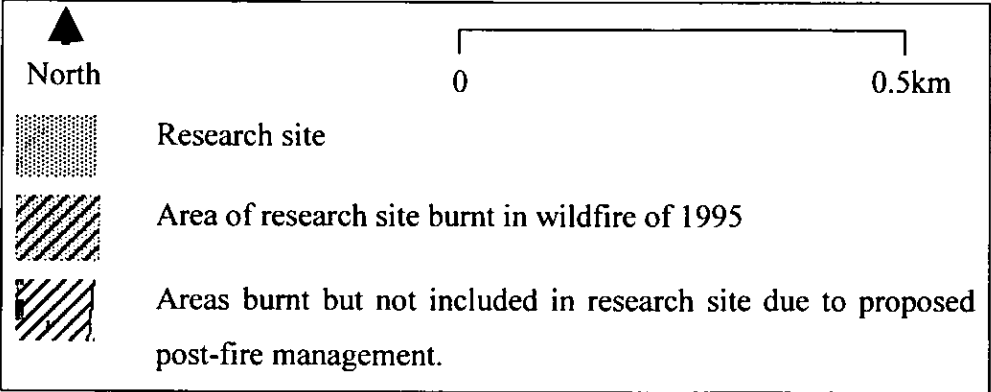 North
0 0.5km
Research site
Area of research site burnt in wildfire of 1995
Areas burnt but not included in research site due to proposed
post-fire management.